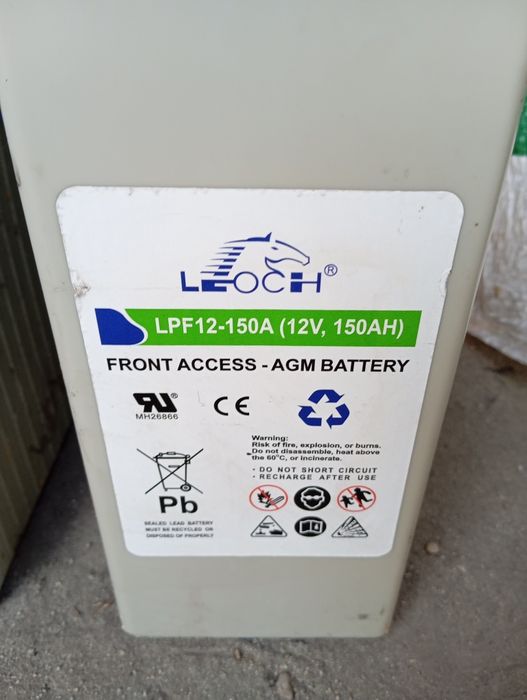 LEOCH®
LPF12-150A (12V, 150AH)
FRONT ACCESS - AGM BATTERY
MH26866
CE
Warning:
Risk of fire, explosion, or burns.
Do not disassemble, heat above
the 60°C, or incinerate.
- DO NOT SHORT CIRCUIT
- RECHARGE AFTER USE
Pb
SEALED LEAD BATTERY
MUST BE RECYCLED OR
DISPOSED OF PROPERLY